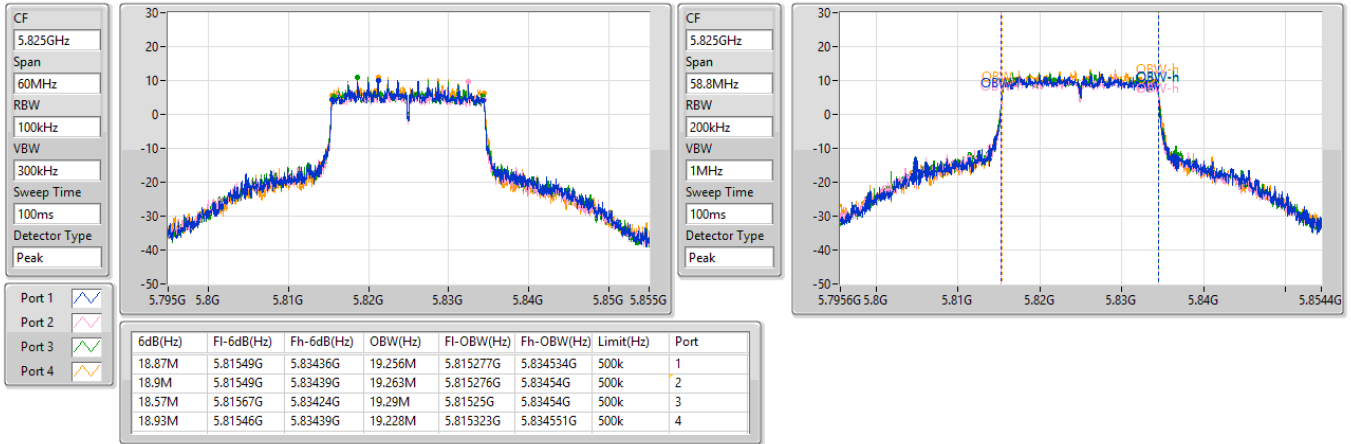 CF
5.825GHz
Span
60MHz
RBW
100kHz
VBW
300kHz
Sweep Time
100ms
Detector Type
Peak
30-
20-
10-
0-
-10-
-20-
-30-
-40-
-50-
5.795G 5.8G 5.81G 5.82G 5.83G 5.84G 5.85G 5.855G
CF
5.825GHz
Span
58.8MHz
RBW
200kHz
VBW
1MHz
Sweep Time
100ms
Detector Type
Peak
30-
20-
10-
0-
-10-
-20-
-30-
-40-
-50-
OBW-h
OBW-h
5.7956G 5.8G 5.81G 5.82G 5.83G 5.84G 5.8544G
Port 1
Port 2
Port 3
Port 4
6dB(Hz) Fl-6dB(Hz) Fh-6dB(Hz) OBW(Hz) Fl-OBW(Hz) Fh-OBW(Hz) Limit(Hz) Port
18.87M 5.81549G 5.83436G 19.256M 5.815277G 5.834534G 500k 1
18.9M 5.81549G 5.83439G 19.263M 5.815276G 5.83454G 500k 2
18.57M 5.81567G 5.83424G 19.29M 5.81525G 5.83454G 500k 3
18.93M 5.81546G 5.83439G 19.228M 5.815323G 5.834551G 500k 4